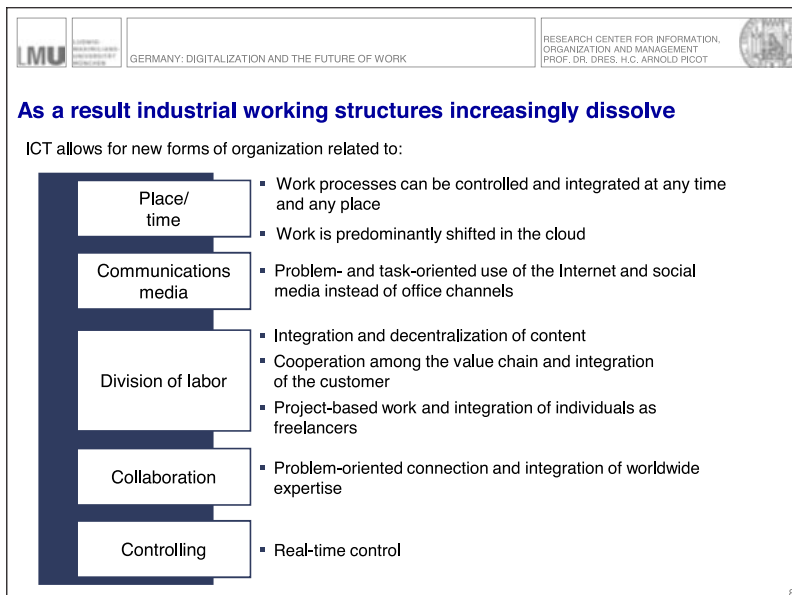 LMU
LUDWIG-
MAXIMILIANS-
UNIVERSITÄT
MÜNCHEN
GERMANY: DIGITALIZATION AND THE FUTURE OF WORK
RESEARCH CENTER FOR INFORMATION,
ORGANIZATION AND MANAGEMENT
PROF. DR. DRES. H.C. ARNOLD PICOT
As a result industrial working structures increasingly dissolve
ICT allows for new forms of organization related to:
Place/
time
▪ Work processes can be controlled and integrated at any time
and any place
▪ Work is predominantly shifted in the cloud
Communications
media
▪ Problem- and task-oriented use of the Internet and social
media instead of office channels
Division of labor
▪ Integration and decentralization of content
▪ Cooperation among the value chain and integration
of the customer
▪ Project-based work and integration of individuals as
freelancers
Collaboration
▪ Problem-oriented connection and integration of worldwide
expertise
Controlling
▪ Real-time control
8